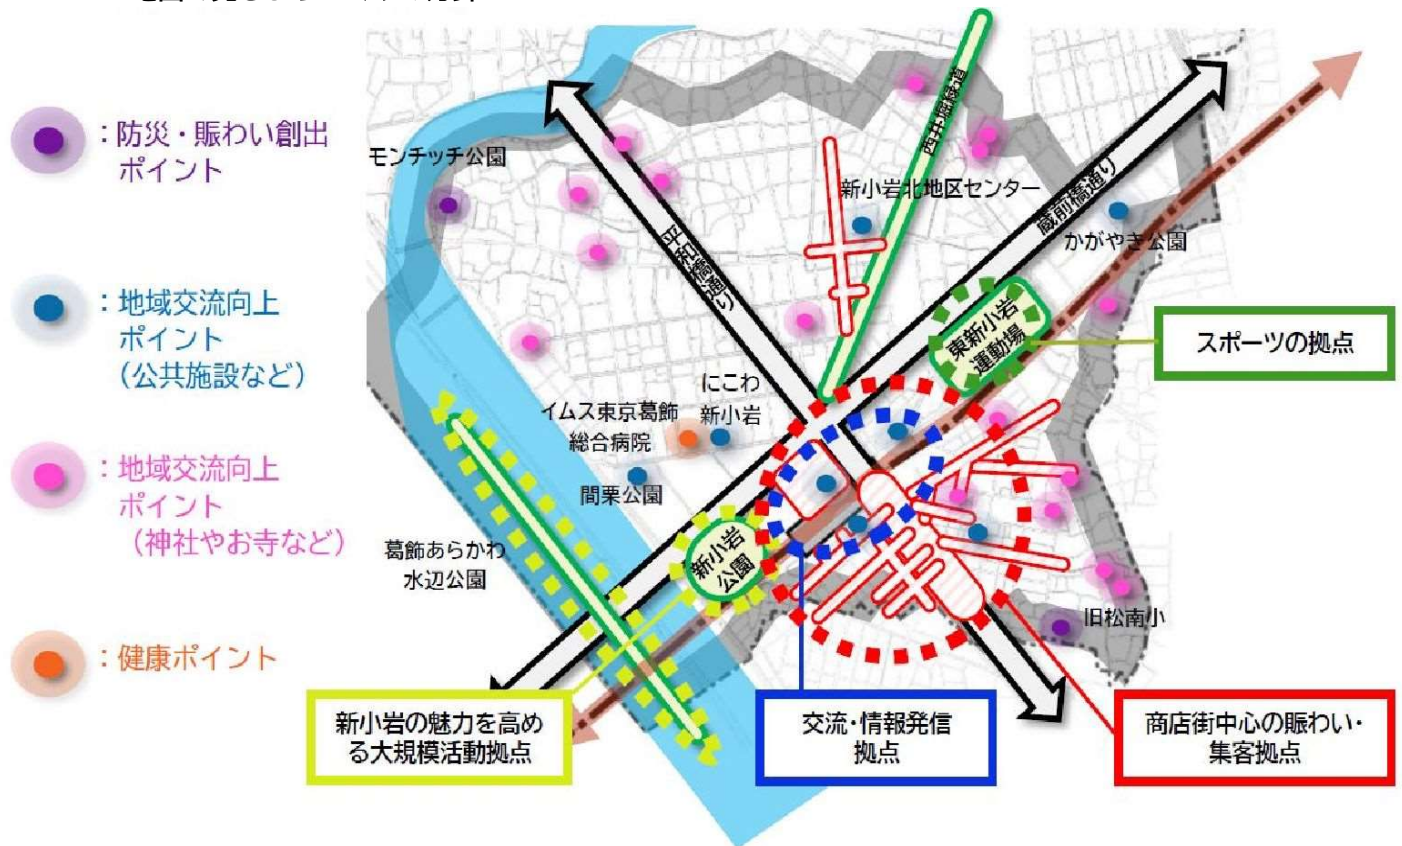 ：防災・賑わい創出
ポイント
：地域交流向上
ポイント
（公共施設など）
：地域交流向上
ポイント
（神社やお寺など）
：健康ポイント
モンチッチ公園
平和橋通り
西井堀緑道
新小岩北地区センター
蔵前橋通り
かがやき公園
東新小岩
運動場
スポーツの拠点
にこわ
新小岩
イムス東京葛飾
総合病院
間栗公園
葛飾あらかわ
水辺公園
新小岩
公園
旧松南小
新小岩の魅力を高め
る大規模活動拠点
交流・情報発信
拠点
商店街中心の賑わい・
集客拠点